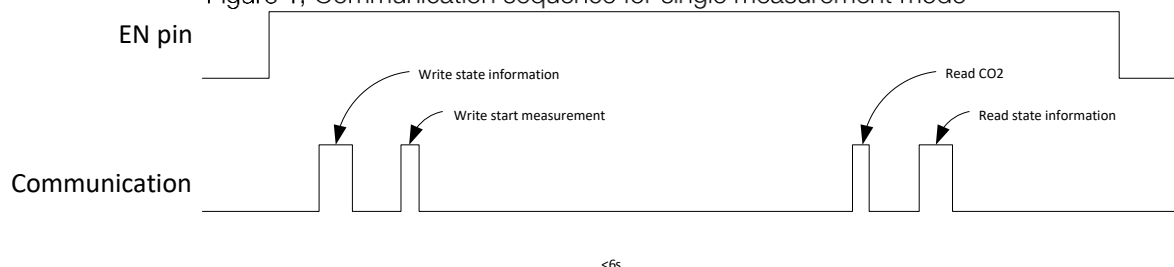 Figure 1, Communication sequence for single measurement mode
EN pin
Write state information
Read CO2
Write start measurement
Read state information
Communication
<6s